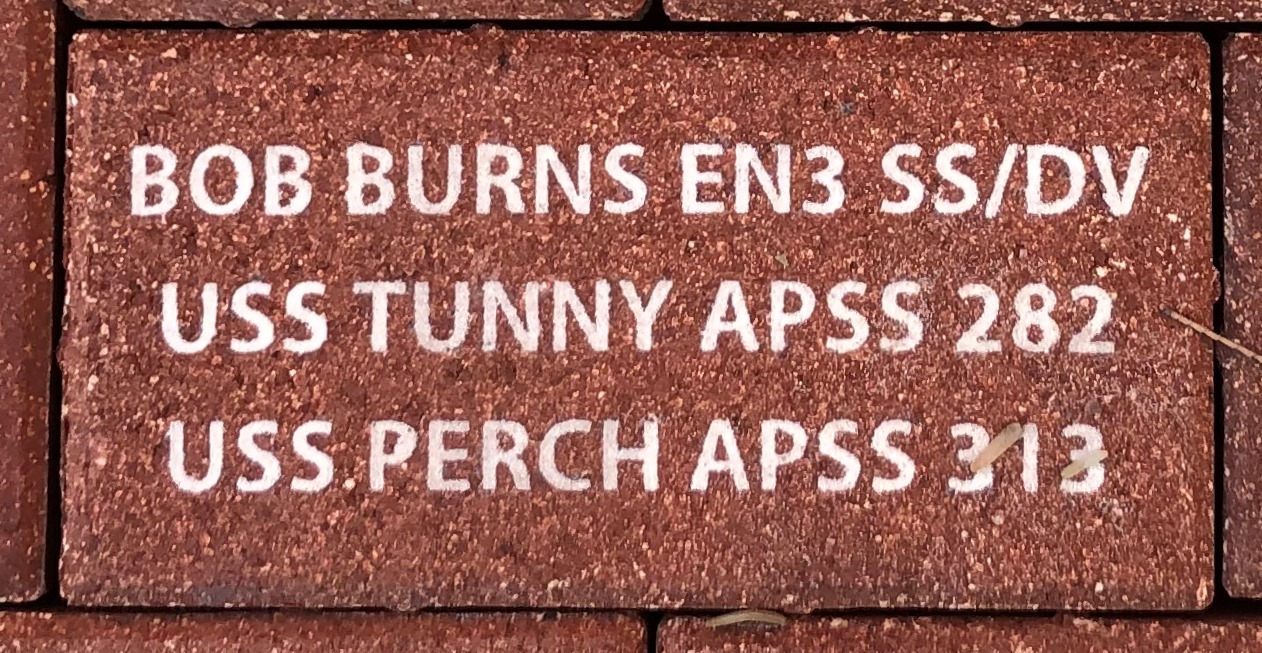 BOB BURNS EN3 SS/DV
USS TUNNY APSS 282
USS PERCH APSS 313